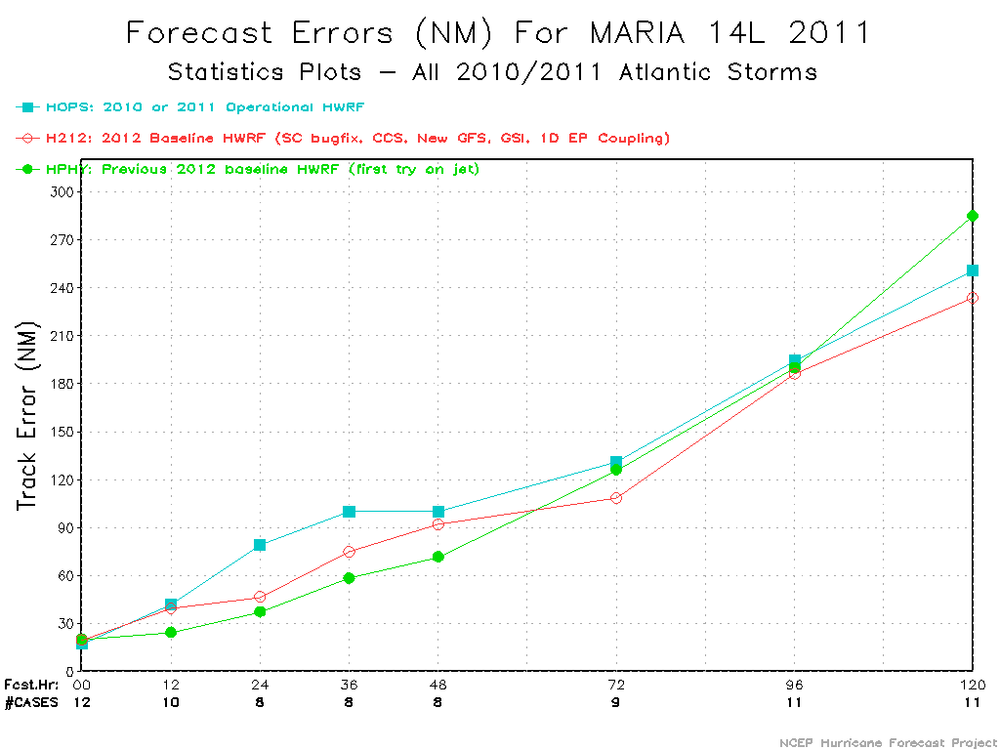 Forecast Errors (NM) For MARIA 14L 2011
Statistics Plots – All 2010/2011 Atlantic Storms
HOPS: 2010 or 2011 Operational HWRF
H212: 2012 Baseline HWRF (SC bugfix, CCS, New GFS, GSI, 1D EP Coupling)
HPHY: Previous 2012 baseline HWRF (first try on jet)
300
270
240
210
180
150
120
90
60
30
0
Track Error (NM)
Fcst.Hr: 00 12 24 36 48 72 96 120
#CASES 12 10 8 8 8 9 11 11
NCEP Hurricane Forecast Project